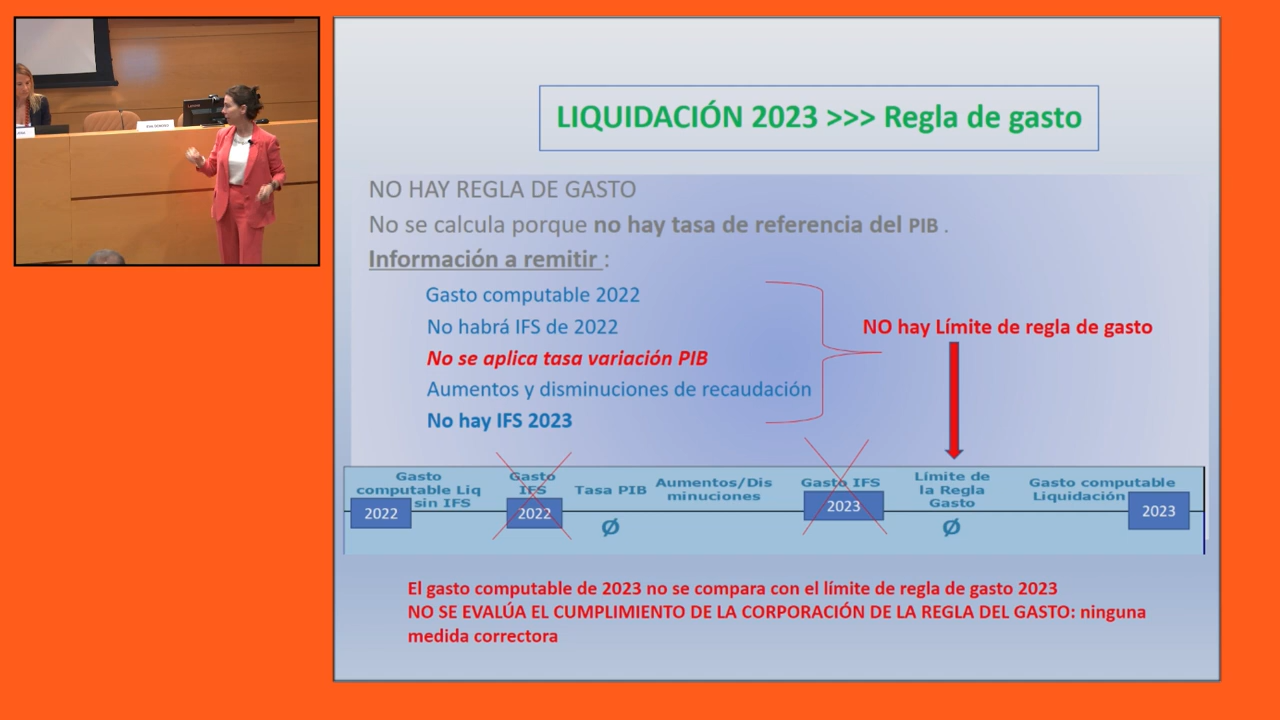 LIQUIDACIÓN 2023 >>> Regla de gasto
NO HAY REGLA DE GASTO
No se calcula porque no hay tasa de referencia del PIB .
Información a remitir :
Gasto computable 2022
No habrá IFS de 2022
No se aplica tasa variación PIB
Aumentos y disminuciones de recaudación
No hay IFS 2023
NO hay Límite de regla de gasto
Gasto
computable Liq
sin IFS
2022
Gasto
IFS
2022
Tasa PIB
Ø
Aumentos/Dis
minuciones
Gasto IFS
2023
Límite de
la Regla
Gasto
Ø
Gasto computable
Liquidación
2023
El gasto computable de 2023 no se compara con el límite de regla de gasto 2023
NO SE EVALÚA EL CUMPLIMIENTO DE LA CORPORACIÓN DE LA REGLA DEL GASTO: ninguna
medida correctora